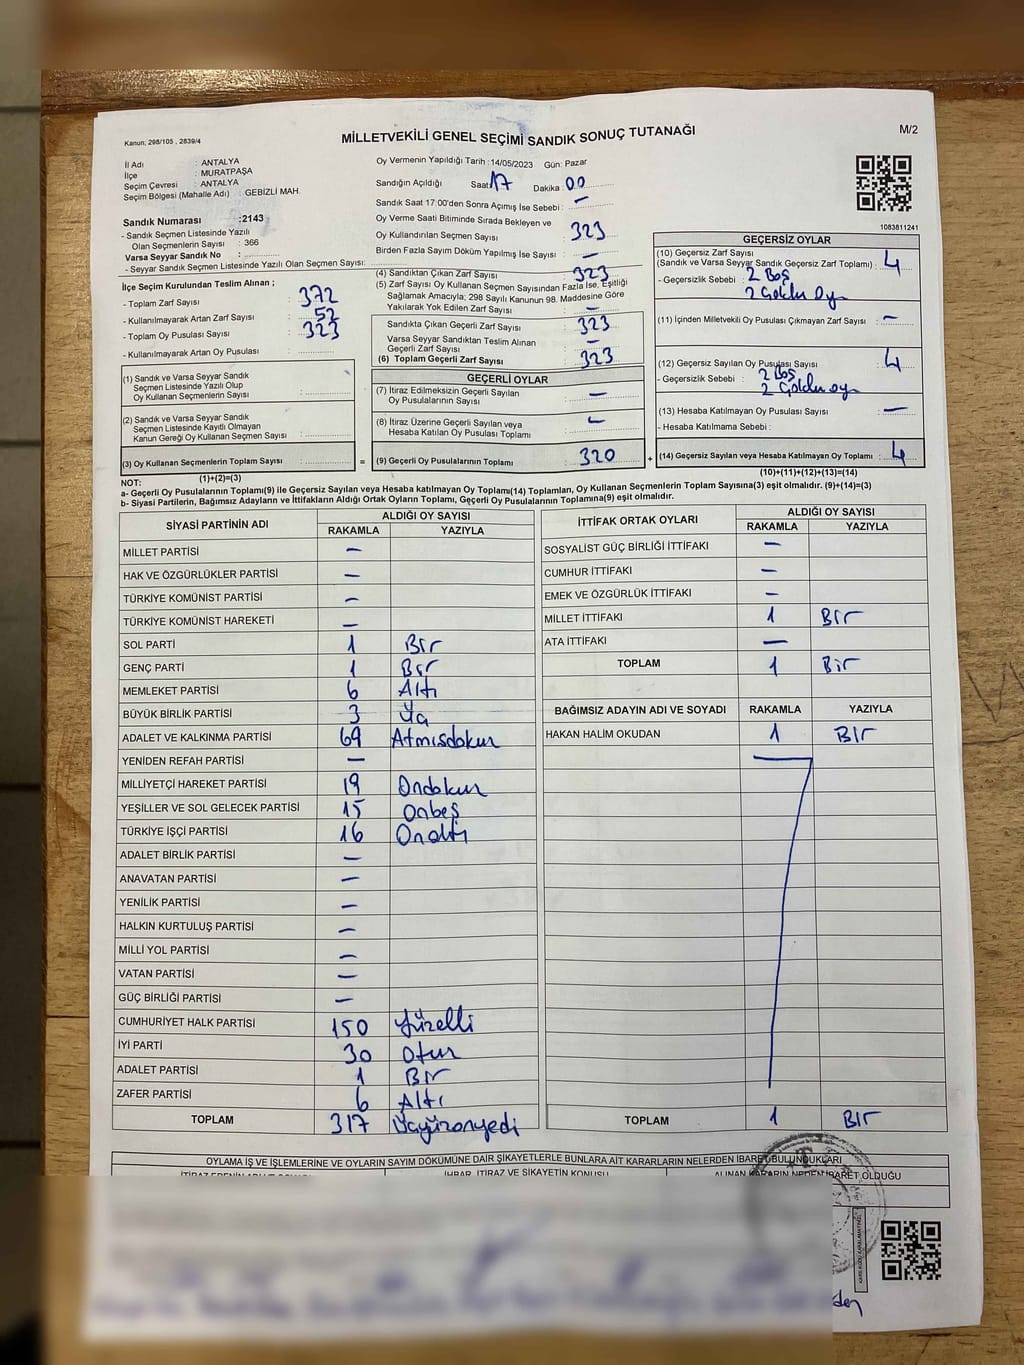 Kanun, 298/105 , 2839/4
MİLLETVEKİLİ GENEL SEÇİMİ SANDIK SONUÇ TUTANAĞI
M/2
İl Adı : ANTALYA
İlçe : MURATPAŞA
Seçim Çevresi : ANTALYA
Seçim Bölgesi (Mahalle Adı) : GEBİZLİ MAH.
Sandık Numarası :2143
- Sandık Seçmen Listesinde Yazılı
Olan Seçmenlerin Sayısı : 366
Varsa Seyyar Sandık No :
- Seyyar Sandık Seçmen Listesinde Yazılı Olan Seçmen Sayısı:
İlçe Seçim Kurulundan Teslim Alınan ;
- Toplam Zarf Sayısı : 372
- Kullanılmayarak Artan Zarf Sayısı : 52
- Toplam Oy Pusulası Sayısı : 323
- Kullanılmayarak Artan Oy Pusulası :
(1) Sandık ve Varsa Seyyar Sandık
Seçmen Listesinde Yazılı Olup
Oy Kullanan Seçmenlerin Sayısı :
(2) Sandık ve Varsa Seyyar Sandık
Seçmen Listesinde Kayıtlı Olmayan
Kanun Gereği Oy Kullanan Seçmen Sayısı :
(3) Oy Kullanan Seçmenlerin Toplam Sayısı :
(1)+(2)=(3)
Oy Vermenin Yapıldığı Tarih :14/05/2023 Gün: Pazar
Sandığın Açıldığı Saat: 17 Dakika : 00
Sandık Saat 17:00'den Sonra Açımış İse Sebebi : —
Oy Verme Saati Bitiminde Sırada Bekleyen ve
Oy Kullandırılan Seçmen Sayısı : 323
Birden Fazla Sayım Döküm Yapılmış İse Sayısı : —
(4) Sandıktan Çıkan Zarf Sayısı : 323
(5) Zarf Sayısı Oy Kullanan Seçmen Sayısından Fazla İse, Eşitliği
Sağlamak Amacıyla; 298 Sayılı Kanunun 98. Maddesine Göre
Yakılarak Yok Edilen Zarf Sayısı : —
Sandıkta Çıkan Geçerli Zarf Sayısı : 323
Varsa Seyyar Sandıktan Teslim Alınan
Geçerli Zarf Sayısı : —
(6) Toplam Geçerli Zarf Sayısı : 323
GEÇERLİ OYLAR
(7) İtiraz Edilmeksizin Geçerli Sayılan
Oy Pusulalarının Sayısı : —
(8) İtiraz Üzerine Geçerli Sayılan veya
Hesaba Katılan Oy Pusulası Toplamı : —
= (9) Geçerli Oy Pusulalarının Toplamı : 320 +
1083811241
GEÇERSİZ OYLAR
(10) Geçersiz Zarf Sayısı
(Sandık ve Varsa Seyyar Sandık Geçersiz Zarf Toplamı) : 4
- Geçersizlik Sebebi : 2 Boş
2 Çoklu Oy
(11) İçinden Milletvekili Oy Pusulası Çıkmayan Zarf Sayısı : —
(12) Geçersiz Sayılan Oy Pusulası Sayısı : 4
- Geçersizlik Sebebi : 2 Boş
2 Çoklu oy
(13) Hesaba Katılmayan Oy Pusulası Sayısı : —
- Hesaba Katılmama Sebebi :
(14) Geçersiz Sayılan veya Hesaba Katılmayan Oy Toplamı : 4
(10)+(11)+(12)+(13)=(14)
NOT:
a- Geçerli Oy Pusulalarının Toplamı(9) ile Geçersiz Sayılan veya Hesaba katılmayan Oy Toplamı(14) Toplamları, Oy Kullanan Seçmenlerin Toplam Sayısına(3) eşit olmalıdır. (9)+(14)=(3)
b- Siyasi Partilerin, Bağımsız Adayların ve İttifakların Aldığı Ortak Oyların Toplamı, Geçerli Oy Pusulalarının Toplamına(9) eşit olmalıdır.
SİYASİ PARTİNİN ADI ALDIĞI OY SAYISI
RAKAMLA YAZIYLA
MİLLET PARTİSİ —
HAK VE ÖZGÜRLÜKLER PARTİSİ —
TÜRKİYE KOMÜNİST PARTİSİ —
TÜRKİYE KOMÜNİST HAREKETİ —
SOL PARTİ 1 Bir
GENÇ PARTİ 1 Bir
MEMLEKET PARTİSİ 6 Altı
BÜYÜK BİRLİK PARTİSİ 3 Üç
ADALET VE KALKINMA PARTİSİ 69 Atmışdokuz
YENİDEN REFAH PARTİSİ —
MİLLİYETÇİ HAREKET PARTİSİ 19 Ondokuz
YEŞİLLER VE SOL GELECEK PARTİSİ 15 Onbeş
TÜRKİYE İŞÇİ PARTİSİ 16 Onaltı
ADALET BİRLİK PARTİSİ —
ANAVATAN PARTİSİ —
YENİLİK PARTİSİ —
HALKIN KURTULUŞ PARTİSİ —
MİLLİ YOL PARTİSİ —
VATAN PARTİSİ —
GÜÇ BİRLİĞİ PARTİSİ —
CUMHURİYET HALK PARTİSİ 150 Yüzelli
İYİ PARTİ 30 Otuz
ADALET PARTİSİ 1 Bir
ZAFER PARTİSİ 6 Altı
TOPLAM 317 Üçyüzonyedi
İTTİFAK ORTAK OYLARI ALDIĞI OY SAYISI
RAKAMLA YAZIYLA
SOSYALİST GÜÇ BİRLİĞİ İTTİFAKI —
CUMHUR İTTİFAKI —
EMEK VE ÖZGÜRLÜK İTTİFAKI —
MİLLET İTTİFAKI 1 Bir
ATA İTTİFAKI —
TOPLAM 1 Bir
BAĞIMSIZ ADAYIN ADI VE SOYADI RAKAMLA YAZIYLA
HAKAN HALİM OKUDAN 1 Bir
TOPLAM 1 Bir
OYLAMA İŞ VE İŞLEMLERİNE VE OYLARIN SAYIM DÖKÜMÜNE DAİR ŞİKAYETLERLE BUNLARA AİT KARARLARIN NELERDEN İBARET BULUNDUKLARI
İHBAR, İTİRAZ VE ŞİKAYETİN KONUSU ALINAN KARARIN NEDEN İBARET OLDUĞU